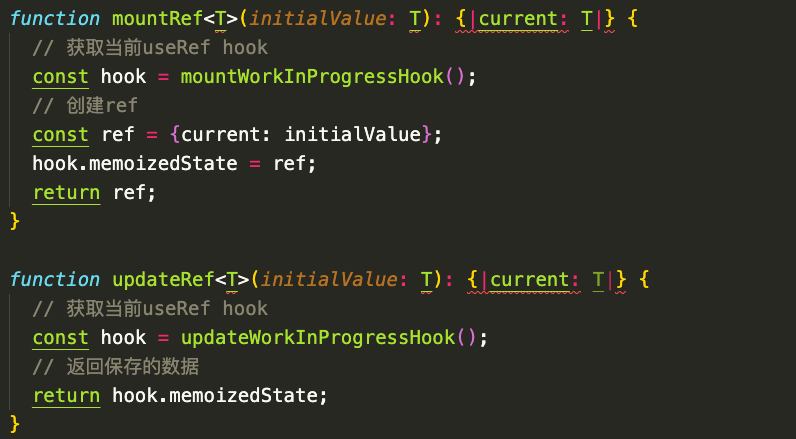 function mountRef<T>(initialValue: T): {|current: T|} {
  // 获取当前useRef hook
  const hook = mountWorkInProgressHook();
  // 创建ref
  const ref = {current: initialValue};
  hook.memoizedState = ref;
  return ref;
}

function updateRef<T>(initialValue: T): {|current: T|} {
  // 获取当前useRef hook
  const hook = updateWorkInProgressHook();
  // 返回保存的数据
  return hook.memoizedState;
}